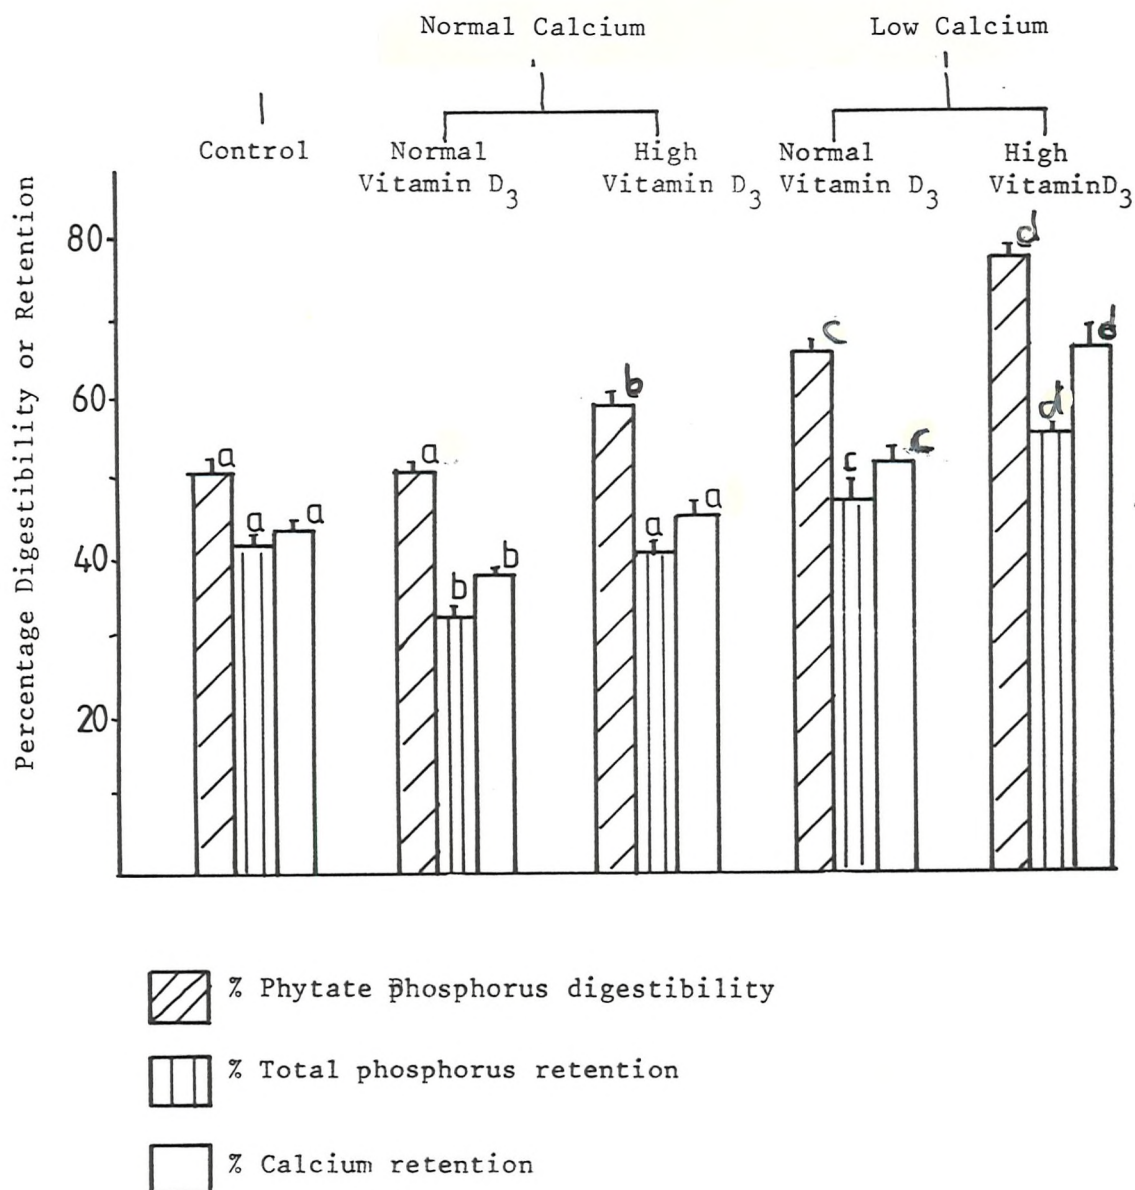 Normal Calcium
Low Calcium
Control
Normal
Vitamin D3
High
Vitamin D3
Normal
Vitamin D3
High
VitaminD3
Percentage Digestibility or Retention
80
60
40
20
a
a
a
a
b
b
b
a
a
c
c
c
d
d
d
% Phytate Phosphorus digestibility
% Total phosphorus retention
% Calcium retention